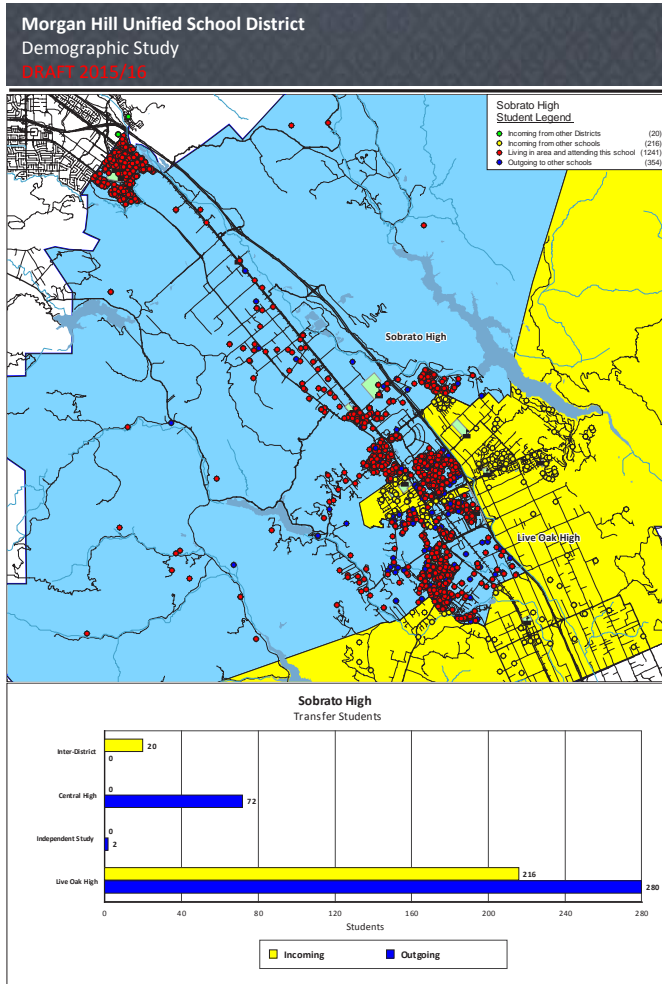 Morgan Hill Unified School District
Demographic Study
DRAFT 2015/16
Sobrato High
Student Legend
Incoming from other Districts (20)
Incoming from other schools (216)
Living in area and attending this school (1241)
Outgoing to other schools (354)
Sobrato High
Live Oak High
Sobrato High
Transfer Students
Inter-District
20
0
Central High
0
72
Independent Study
0
2
Live Oak High
216
280
0 40 80 120 160 200 240 280
Students
Incoming Outgoing